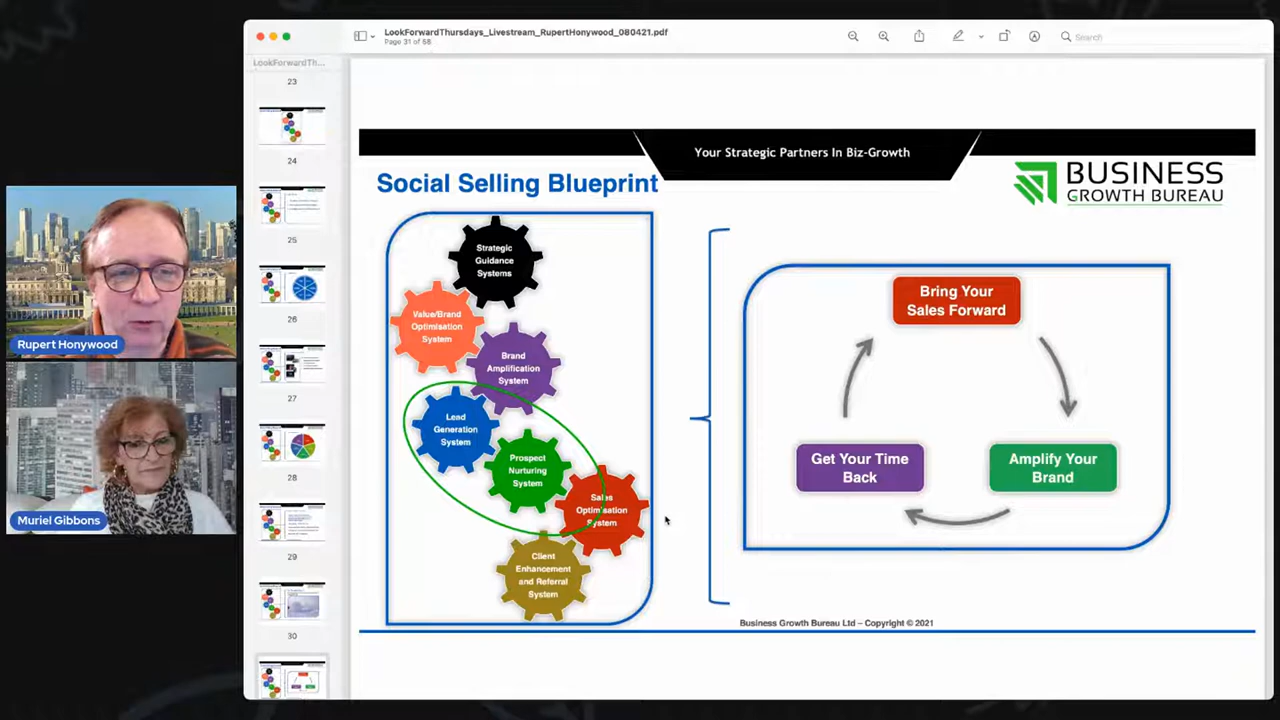 LookForwardThursdays_Livestream_RupertHonywood_080421.pdf
Page 31 of 58
Search
LookForwardTh...
23
24
25
26
27
28
29
30
Your Strategic Partners In Biz-Growth
Social Selling Blueprint
BUSINESS
GROWTH BUREAU
Strategic
Guidance
Systems
Value/Brand
Optimisation
System
Brand
Amplification
System
Lead
Generation
System
Prospect
Nurturing
System
Sales
Optimisation
System
Client
Enhancement
and Referral
System
Bring Your
Sales Forward
Get Your Time
Back
Amplify Your
Brand
Business Growth Bureau Ltd – Copyright © 2021
Rupert Honywood
Muriel Gibbons